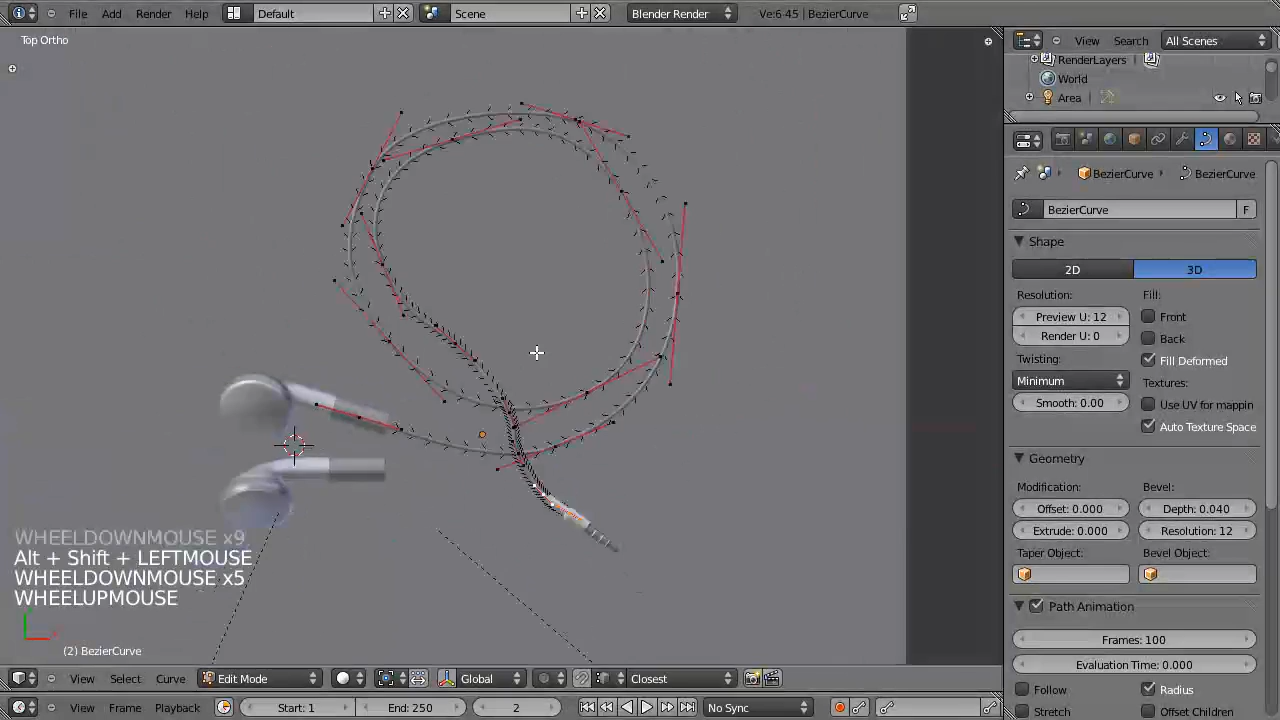 File Add Render Help Default Scene Blender Render Ve:6-45 | BezierCurve
Top Ortho
View Search All Scenes
RenderLayers
World
Area
BezierCurve BezierCurve
BezierCurve F
Shape
2D 3D
Resolution: Fill:
Preview U: 12 Front
Render U: 0 Back
Twisting: Fill Deformed
Minimum Textures:
Smooth: 0.00 Use UV for mappin
Auto Texture Space
Geometry
Modification: Bevel:
Offset: 0.000 Depth: 0.040
Extrude: 0.000 Resolution: 12
Taper Object: Bevel Object:
Path Animation
Frames: 100
Evaluation Time: 0.000
Follow Radius
Stretch Offset Children
WHEELDOWNMOUSE x9
Alt + Shift + LEFTMOUSE
WHEELDOWNMOUSE x5
WHEELUPMOUSE
(2) BezierCurve
View Select Curve Edit Mode Global Closest
View Frame Playback Start: 1 End: 250 2 No Sync